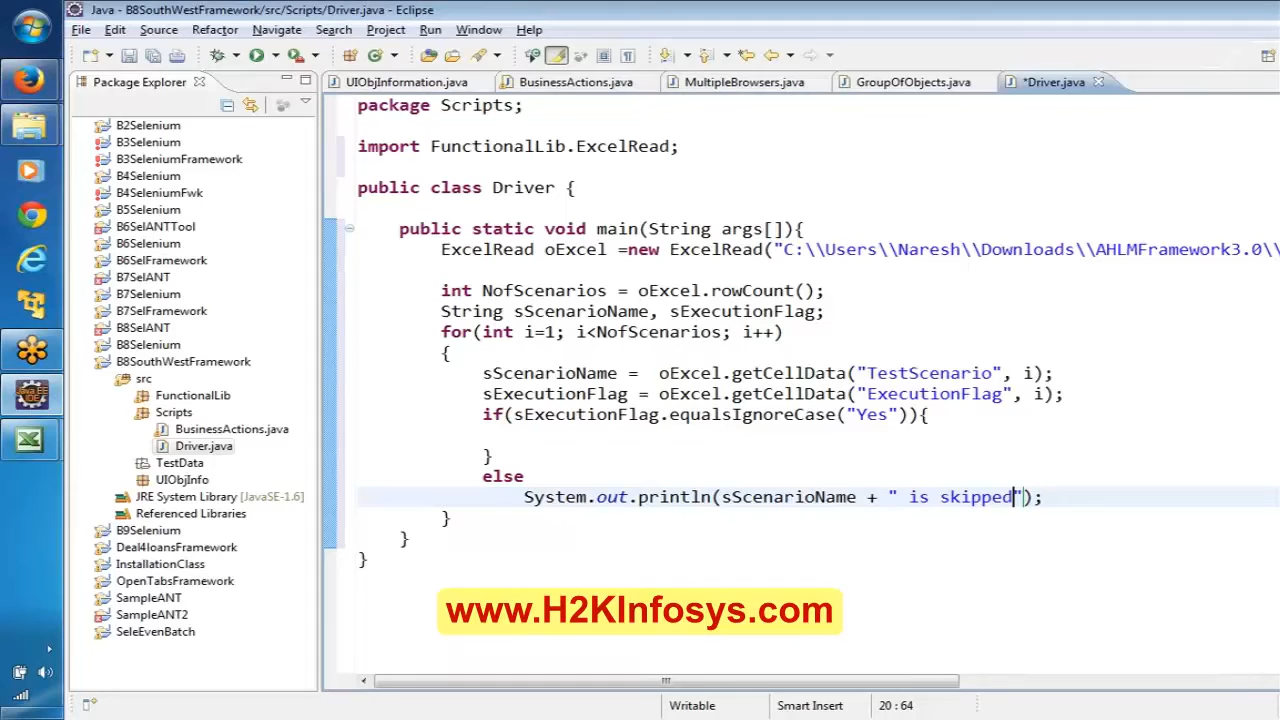 Java - B8SouthWestFramework/src/Scripts/Driver.java - Eclipse
File Edit Source Refactor Navigate Search Project Run Window Help
Package Explorer
UIObjInformation.java BusinessActions.java MultipleBrowsers.java GroupOfObjects.java *Driver.java
B2Selenium
B3Selenium
B3SeleniumFramework
B4Selenium
B4SeleniumFwk
B5Selenium
B6SelANTTool
B6Selenium
B6SelFramework
B7SelANT
B7Selenium
B7SelFramework
B8SelANT
B8Selenium
B8SouthWestFramework
src
FunctionalLib
Scripts
BusinessActions.java
Driver.java
TestData
UIObjInfo
JRE System Library [JavaSE-1.6]
Referenced Libraries
B9Selenium
Deal4loansFramework
InstallationClass
OpenTabsFramework
SampleANT
SampleANT2
SeleEvenBatch
package Scripts;
import FunctionalLib.ExcelRead;
public class Driver {
public static void main(String args[]){
ExcelRead oExcel =new ExcelRead("C:\\Users\\Naresh\\Downloads\\AHLMFramework3.0\\
int NofScenarios = oExcel.rowCount();
String sScenarioName, sExecutionFlag;
for(int i=1; i<NofScenarios; i++)
{
sScenarioName =  oExcel.getCellData("TestScenario", i);
sExecutionFlag = oExcel.getCellData("ExecutionFlag", i);
if(sExecutionFlag.equalsIgnoreCase("Yes")){
}
else
System.out.println(sScenarioName + " is skipped");
}
}
}
www.H2KInfosys.com
Writable Smart Insert 20 : 64